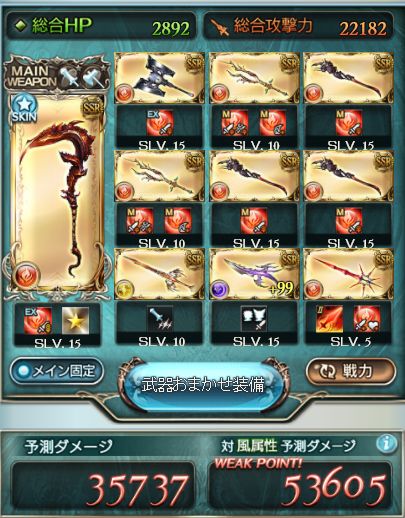 総合HP 2892 総合攻撃力 22182
MAIN WEAPON
SKIN
SSR
SSR SSR SSR
EX M M M
SLV. 15 SLV. 10 SLV. 15
SSR SSR SSR
M M M M
SLV. 10 SLV. 15 SLV. 15
SSR +99 SSR SSR
EX II
SLV. 15 SLV. 10 SLV. 15 SLV. 5
メイン固定 武器おまかせ装備 戦力
予測ダメージ 対 風属性 予測ダメージ
WEAK POINT!
35737 53605